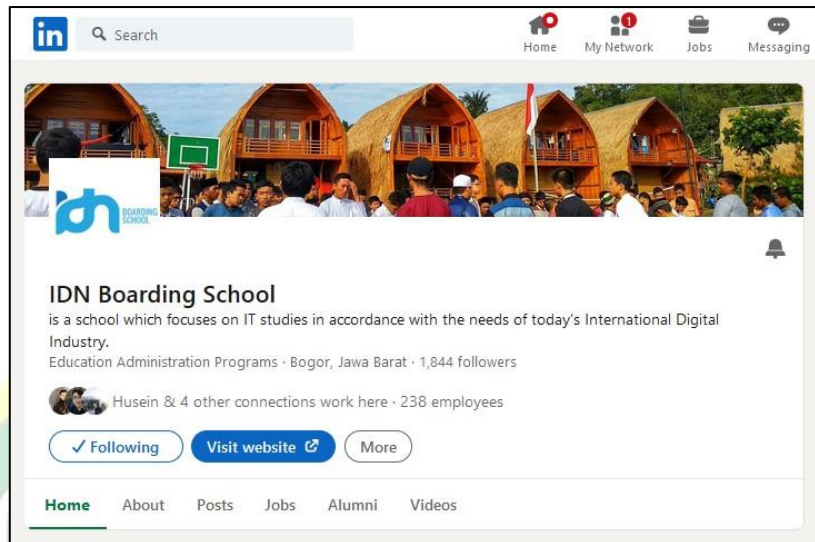 in Search
1
Home My Network Jobs Messaging
idn BOARDING
SCHOOL
IDN Boarding School
is a school which focuses on IT studies in accordance with the needs of today's International Digital
Industry.
Education Administration Programs · Bogor, Jawa Barat · 1,844 followers
Husein & 4 other connections work here · 238 employees
✓ Following Visit website More
Home About Posts Jobs Alumni Videos